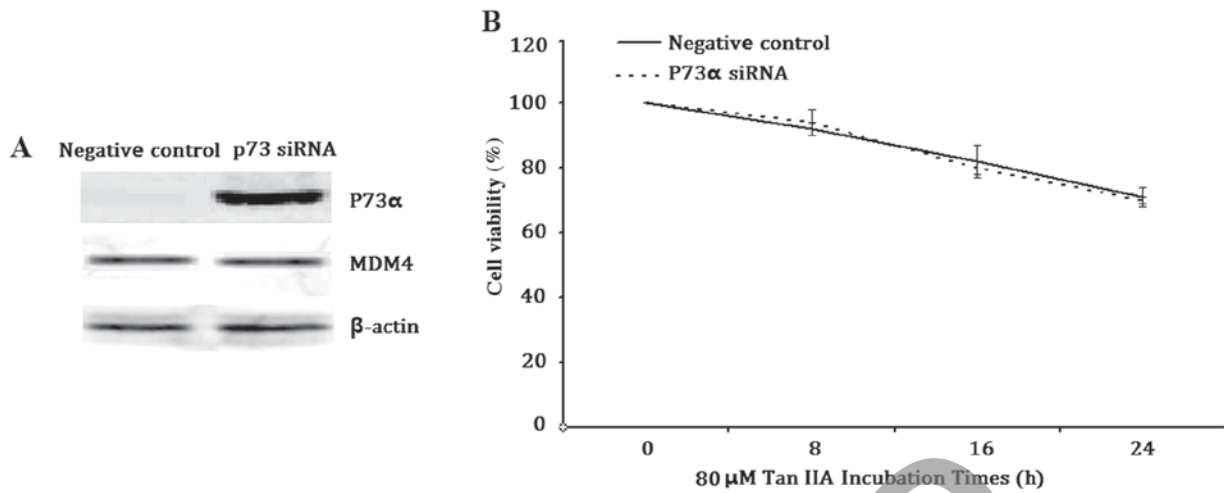 A
Negative control p73 siRNA
P73α
MDM4
β-actin
B
Negative control
P73α siRNA
120
100
80
60
40
20
0
Cell viability (%)
0 8 16 24
80 μM Tan IIA Incubation Times (h)